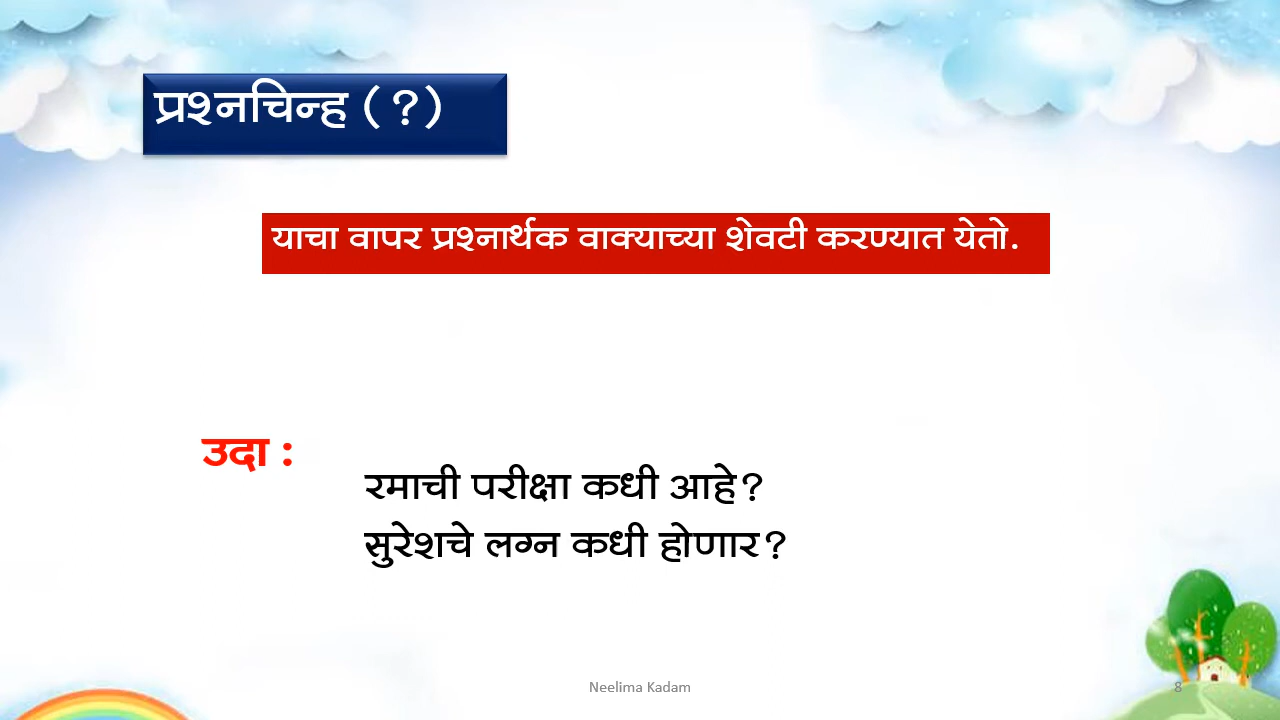 प्रश्नचिन्ह (?)
याचा वापर प्रश्नार्थक वाक्याच्या शेवटी करण्यात येतो.
उदा :
रमाची परीक्षा कधी आहे?
सुरेशचे लग्न कधी होणार?
Neelima Kadam
8